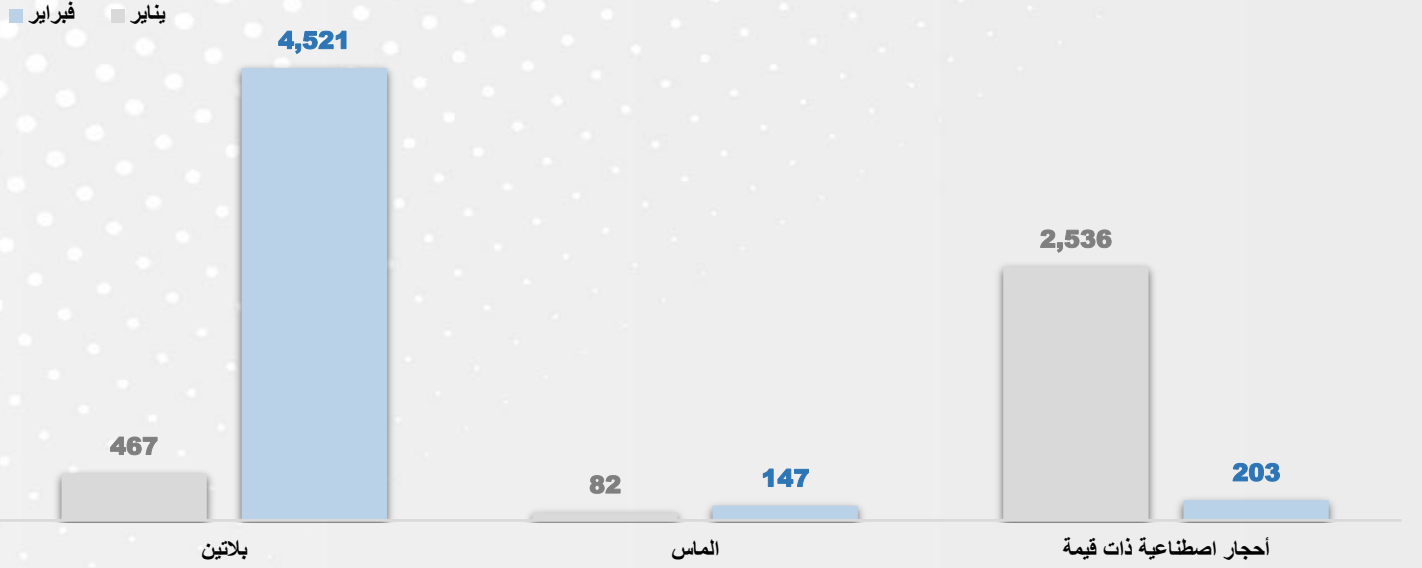 يناير
فبراير
4,521
2,536
467
82
147
203
بلاتين
الماس
أحجار اصطناعية ذات قيمة